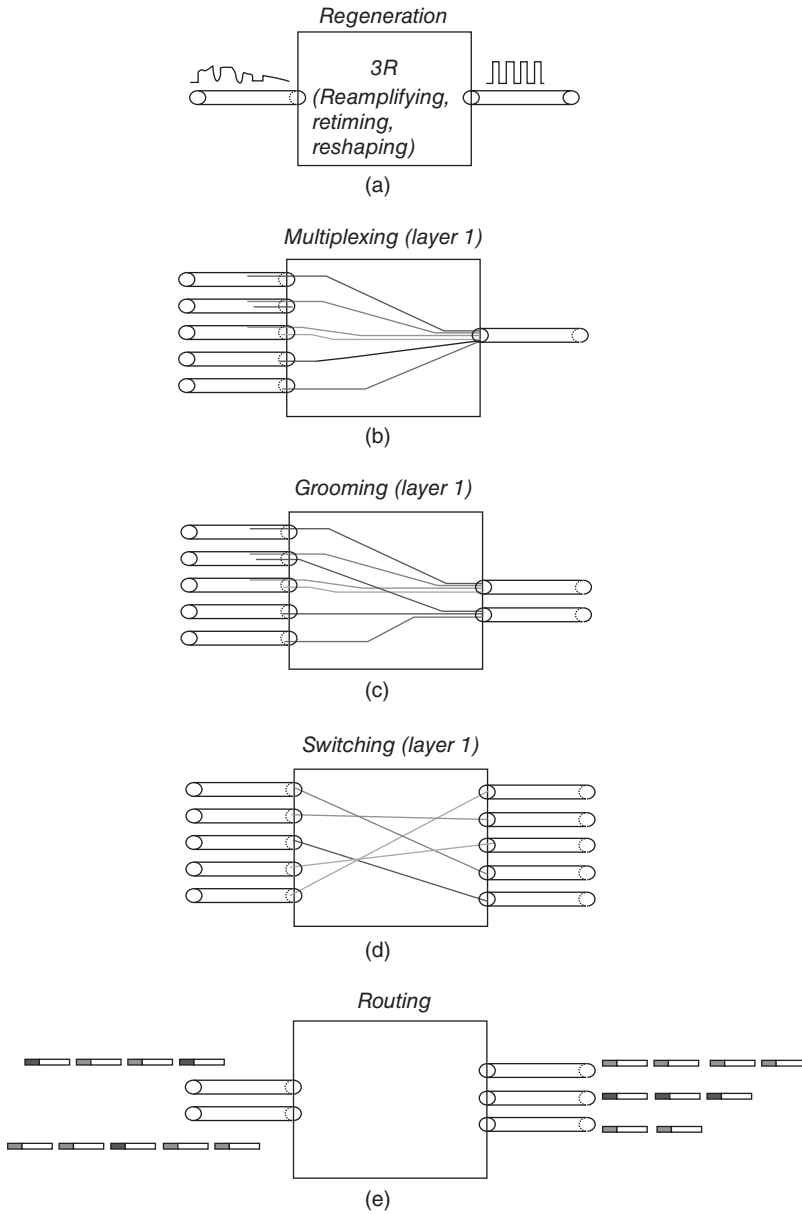 Regeneration
3R
(Reamplifying,
retiming,
reshaping)
(a)
Multiplexing (layer 1)
(b)
Grooming (layer 1)
(c)
Switching (layer 1)
(d)
Routing
(e)